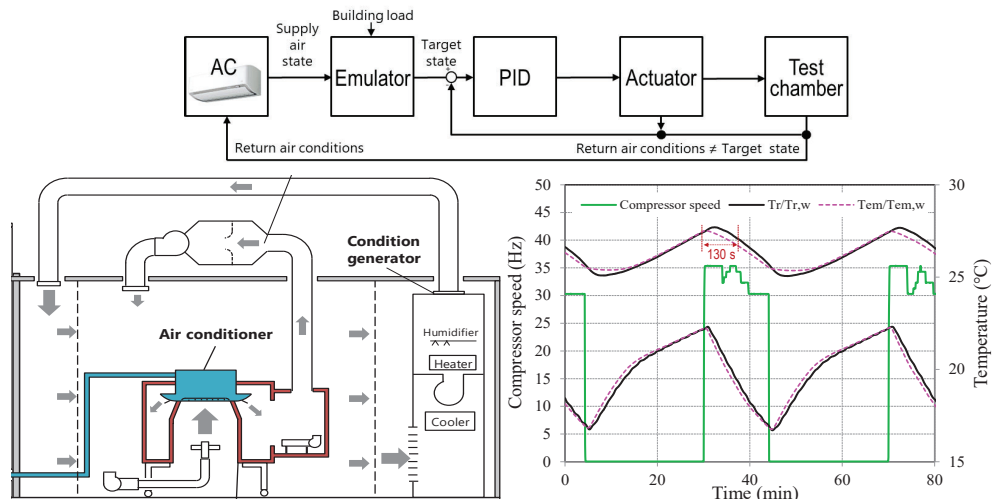 Building load
Supply
air
state
Target
state
AC
Emulator
PID
Actuator
Test
chamber
Return air conditions
Return air conditions ≠ Target state
Condition
generator
Air conditioner
Humidifier
Heater
Cooler
Compressor speed
Tr/Tr,w
Tem/Tem,w
130 s
Compressor speed (Hz)
50
45
40
35
30
25
20
15
10
5
0
0
20
40
60
80
Time (min)
30
25
20
15
Temperature (°C)